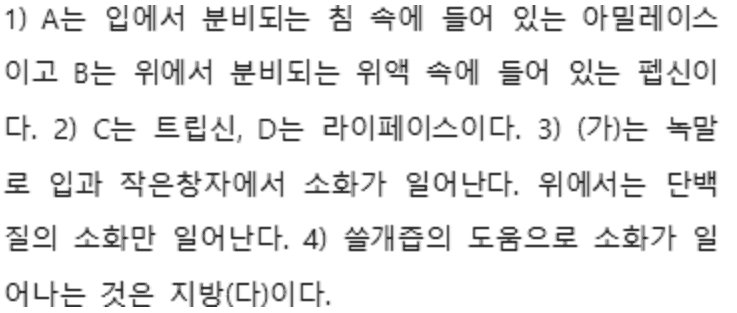 1) A는 입에서 분비되는 침 속에 들어 있는 아밀레이스
이고 B는 위에서 분비되는 위액 속에 들어 있는 펩신이
다. 2) C는 트립신, D는 라이페이스이다. 3) (가)는 녹말
로 입과 작은창자에서 소화가 일어난다. 위에서는 단백
질의 소화만 일어난다. 4) 쓸개즙의 도움으로 소화가 일
어나는 것은 지방(다)이다.